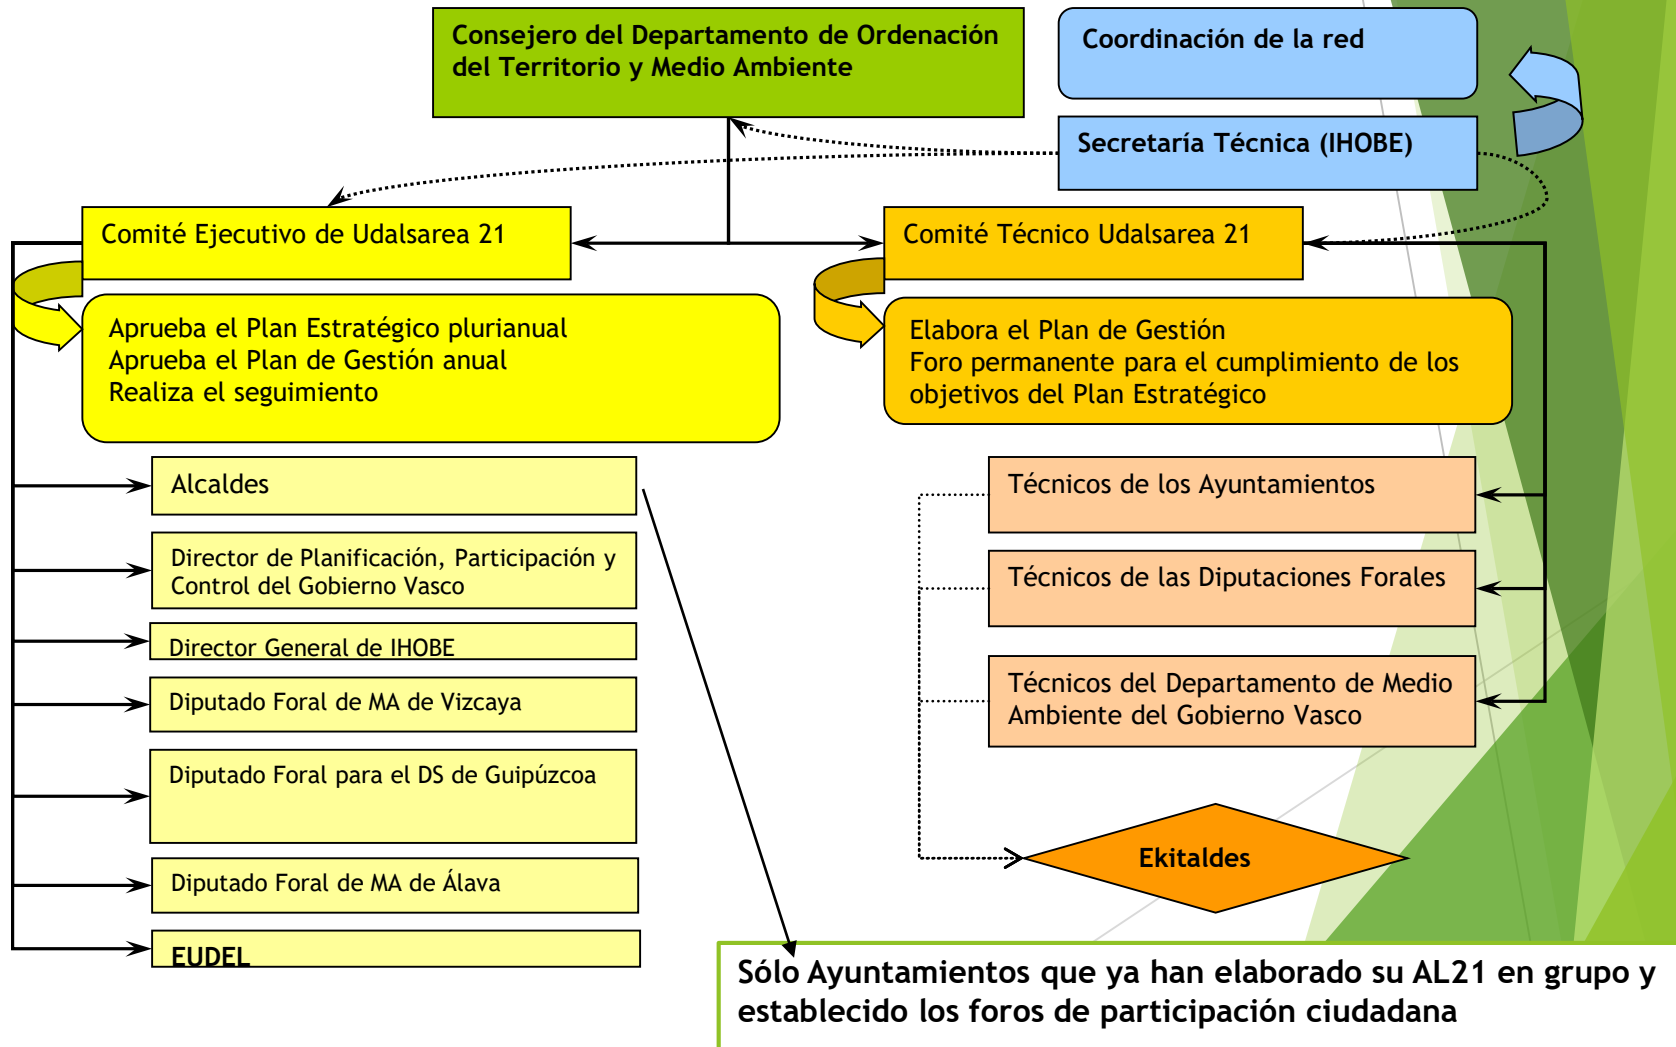 Consejero del Departamento de Ordenación
del Territorio y Medio Ambiente
Coordinación de la red
Secretaría Técnica (IHOBE)
Comité Ejecutivo de Udalsarea 21
Comité Técnico Udalsarea 21
Aprueba el Plan Estratégico plurianual
Aprueba el Plan de Gestión anual
Realiza el seguimiento
Elabora el Plan de Gestión
Foro permanente para el cumplimiento de los
objetivos del Plan Estratégico
Alcaldes
Director de Planificación, Participación y
Control del Gobierno Vasco
Director General de IHOBE
Diputado Foral de MA de Vizcaya
Diputado Foral para el DS de Guipúzcoa
Diputado Foral de MA de Álava
EUDEL
Técnicos de los Ayuntamientos
Técnicos de las Diputaciones Forales
Técnicos del Departamento de Medio
Ambiente del Gobierno Vasco
Ekitaldes
Sólo Ayuntamientos que ya han elaborado su AL21 en grupo y
establecido los foros de participación ciudadana